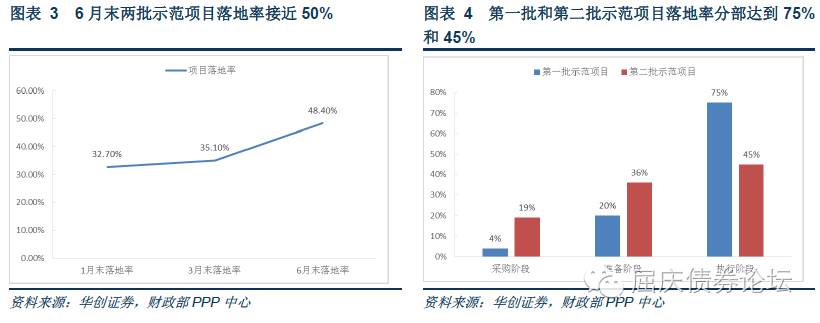 图表 3  6 月末两批示范项目落地率接近 50%
项目落地率
60.00%
50.00%
40.00%
30.00%
20.00%
10.00%
0.00%
32.70%
35.10%
48.40%
1月末落地率
3月末落地率
6月末落地率
资料来源：华创证券，财政部 PPP 中心
图表 4  第一批和第二批示范项目落地率分部达到 75%
和 45%
第一批示范项目
第二批示范项目
80%
70%
60%
50%
40%
30%
20%
10%
0%
4%
19%
20%
36%
75%
45%
采购阶段
准备阶段
执行阶段
屈庆债券论坛
资料来源：华创证券，财政部 PPP 中心